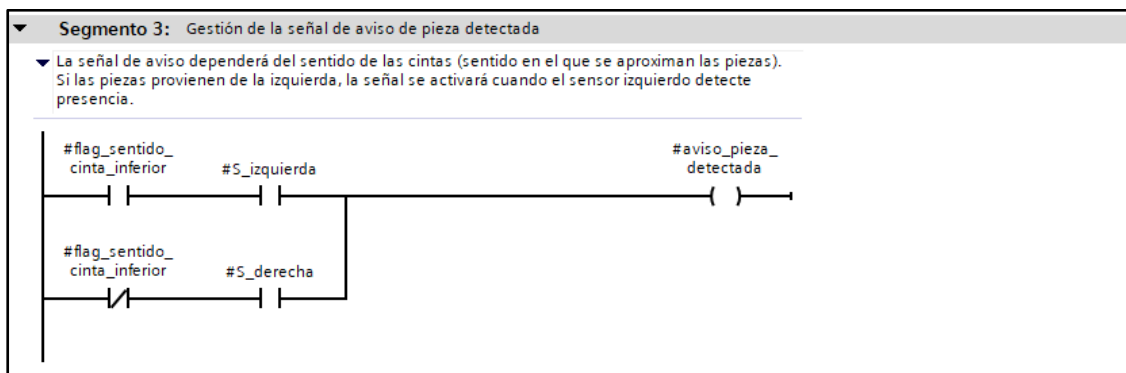 Segmento 3: Gestión de la señal de aviso de pieza detectada
La señal de aviso dependerá del sentido de las cintas (sentido en el que se aproximan las piezas).
Si las piezas provienen de la izquierda, la señal se activará cuando el sensor izquierdo detecte
presencia.
#flag_sentido_
cinta_inferior
#S_izquierda
#aviso_pieza_
detectada
#flag_sentido_
cinta_inferior
#S_derecha